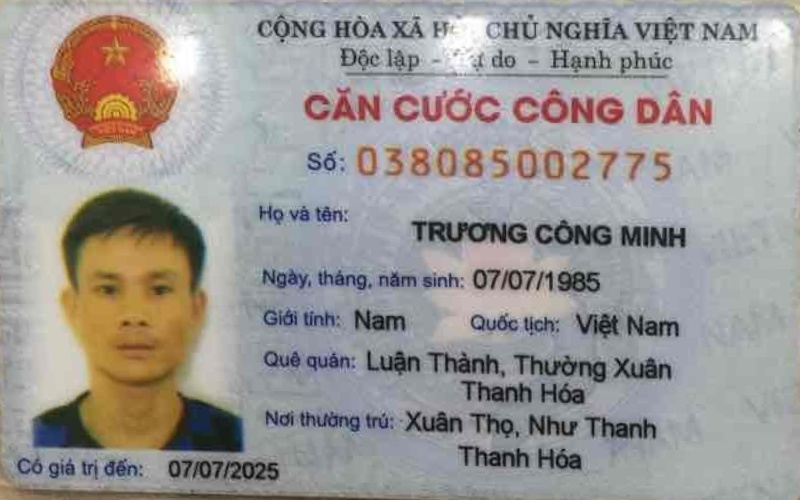 CỘNG HÒA XÃ HỘI CHỦ NGHĨA VIỆT NAM
Độc lập - Tự do - Hạnh phúc
CĂN CƯỚC CÔNG DÂN
Số: 038085002775
Họ và tên:
TRƯƠNG CÔNG MINH
Ngày, tháng, năm sinh: 07/07/1985
Giới tính: Nam Quốc tịch: Việt Nam
Quê quán: Luận Thành, Thường Xuân
Thanh Hóa
Nơi thường trú: Xuân Thọ, Như Thanh
Thanh Hóa
Có giá trị đến: 07/07/2025